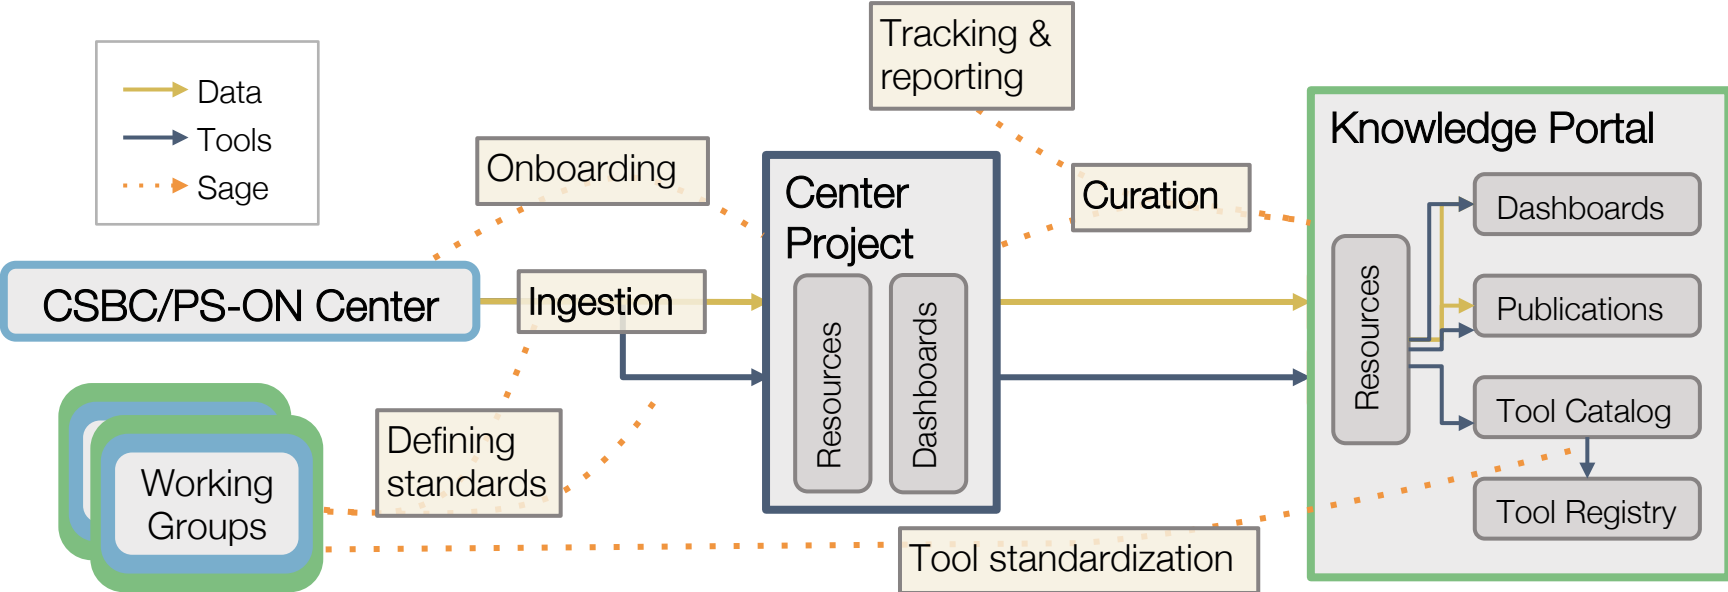 Data
Tools
Sage
Onboarding
Tracking &
reporting
Center
Project
Curation
Knowledge Portal
CSBC/PS-ON Center
Ingestion
Resources
Dashboards
Resources
Dashboards
Publications
Tool Catalog
Tool Registry
Defining
standards
Working
Groups
Tool standardization